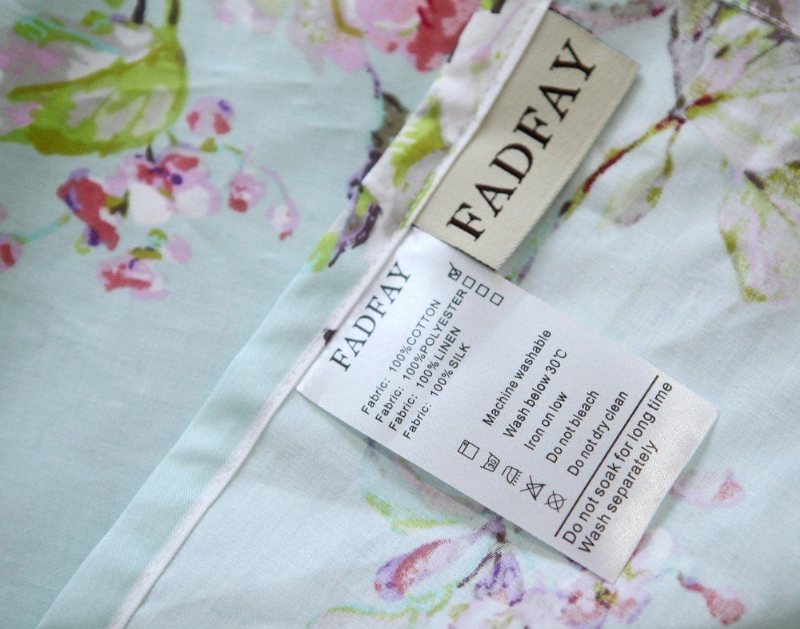 FADFAY
FADFAY
Fabric: 100%COTTON
Fabric: 100%POLYESTER
Fabric: 100%LINEN
Fabric: 100%SILK
Machine washable
Wash below 30℃
Iron on low
Do not bleach
Do not dry clean
Do not soak for long time
Wash separately